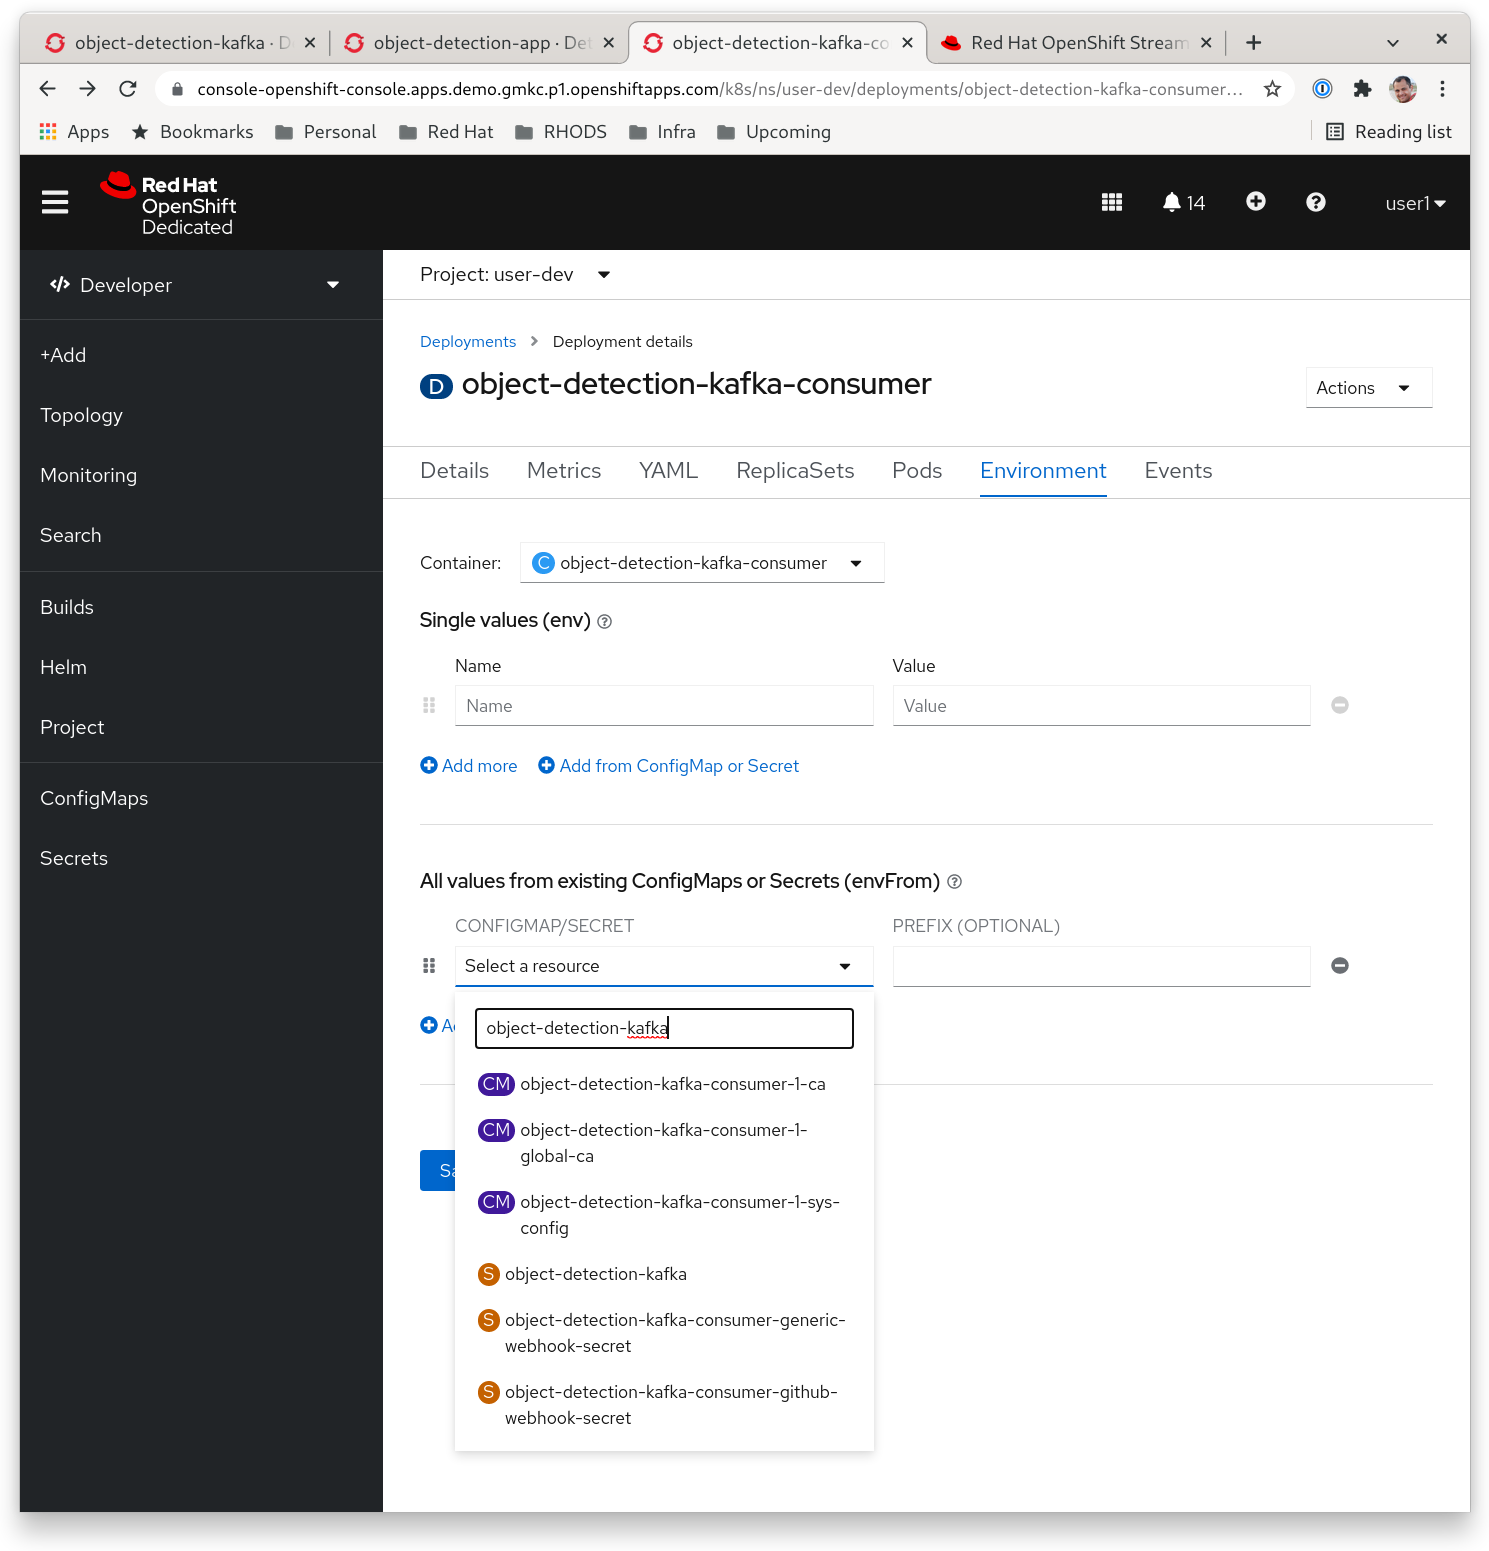 object-detection-kafka · D
object-detection-app · Det
object-detection-kafka-co
Red Hat OpenShift Stream
console-openshift-console.apps.demo.gmkc.p1.openshiftapps.com/k8s/ns/user-dev/deployments/object-detection-kafka-consumer...
Apps
Bookmarks
Personal
Red Hat
RHODS
Infra
Upcoming
Reading list
Red Hat
OpenShift
Dedicated
14
user1
Developer
+Add
Topology
Monitoring
Search
Builds
Helm
Project
ConfigMaps
Secrets
Project: user-dev
Deployments > Deployment details
D object-detection-kafka-consumer
Actions
Details Metrics YAML ReplicaSets Pods Environment Events
Container: C object-detection-kafka-consumer
Single values (env)
Name Value
Name Value
Add more Add from ConfigMap or Secret
All values from existing ConfigMaps or Secrets (envFrom)
CONFIGMAP/SECRET PREFIX (OPTIONAL)
Select a resource
object-detection-kafka
CM object-detection-kafka-consumer-1-ca
CM object-detection-kafka-consumer-1-
global-ca
CM object-detection-kafka-consumer-1-sys-
config
S object-detection-kafka
S object-detection-kafka-consumer-generic-
webhook-secret
S object-detection-kafka-consumer-github-
webhook-secret